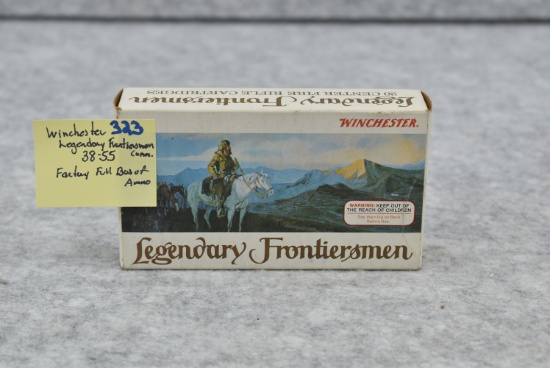 20 CENTER FIRE RIFLE CARTRIDGES
Legendary Frontiersmen
WINCHESTER.
Winchester 323
Legendary Frontiersmen
38-55 Comm.
Factory Full Box of
Ammo
WARNING: KEEP OUT OF
THE REACH OF CHILDREN
Legendary Frontiersmen